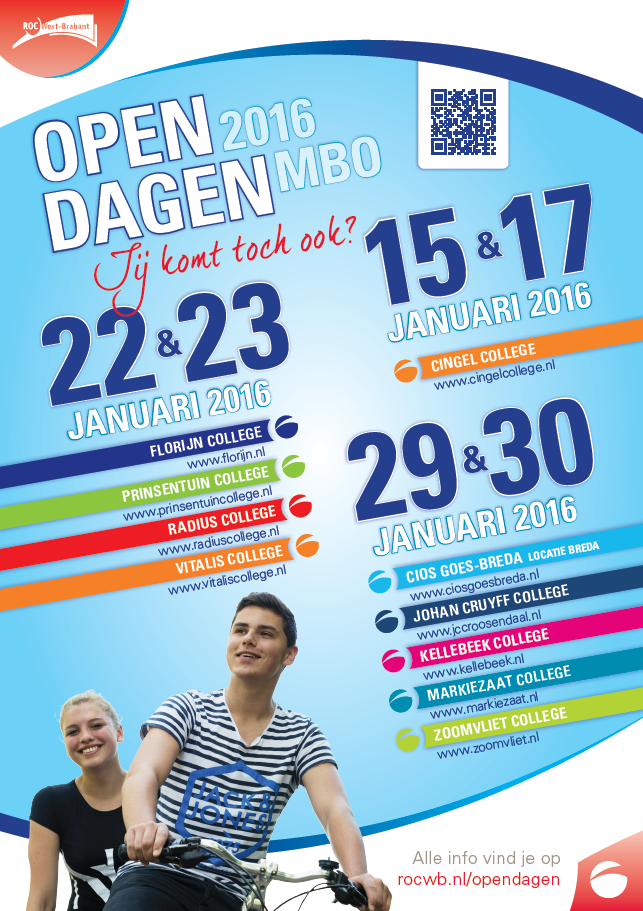 ROC West-Brabant
OPEN 2016
DAGEN MBO
Jij komt toch ook?
15 & 17
JANUARI 2016
CINGEL COLLEGE
www.cingelcollege.nl
22 & 23
JANUARI 2016
FLORIJN COLLEGE
www.florijn.nl
PRINSENTUIN COLLEGE
www.prinsentuincollege.nl
RADIUS COLLEGE
www.radiuscollege.nl
VITALIS COLLEGE
www.vitaliscollege.nl
29 & 30
JANUARI 2016
CIOS GOES-BREDA LOCATIE BREDA
www.ciosgoesbreda.nl
JOHAN CRUYFF COLLEGE
www.jccroosendaal.nl
KELLEBEEK COLLEGE
www.kellebeek.nl
MARKIEZAAT COLLEGE
www.markiezaat.nl
ZOOMVLIET COLLEGE
www.zoomvliet.nl
JACK &
JONES
Alle info vind je op
rocwb.nl/opendagen